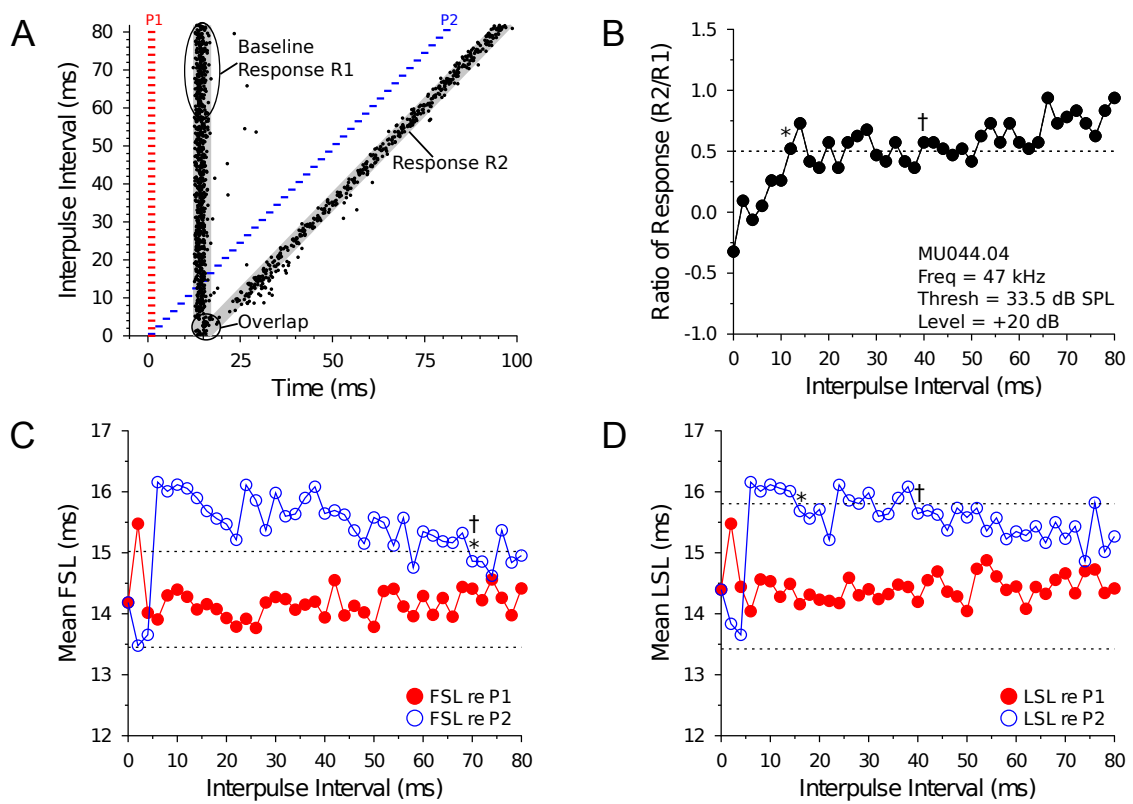 A
P1
P2
80
70
60
50
40
30
20
10
0
Interpulse Interval (ms)
Baseline
Response R1
Response R2
Overlap
0
25
50
75
100
Time (ms)
B
1.5
1.0
0.5
0.0
-0.5
-1.0
Ratio of Response (R2/R1)
*
†
MU044.04
Freq = 47 kHz
Thresh = 33.5 dB SPL
Level = +20 dB
0 10 20 30 40 50 60 70 80
Interpulse Interval (ms)
C
17
16
15
14
13
12
Mean FSL (ms)
†
*
FSL re P1
FSL re P2
0 10 20 30 40 50 60 70 80
Interpulse Interval (ms)
D
17
16
15
14
13
12
Mean LSL (ms)
*
†
LSL re P1
LSL re P2
0 10 20 30 40 50 60 70 80
Interpulse Interval (ms)